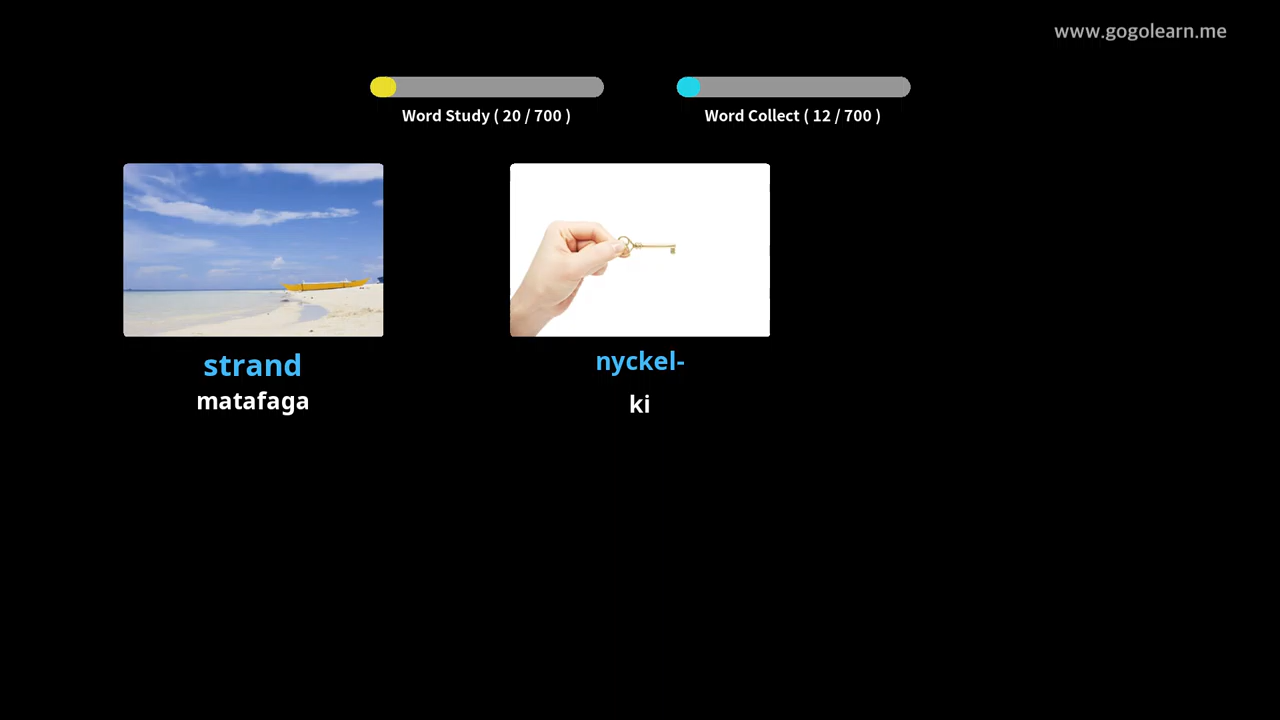 www.gogolearn.me
Word Study ( 20 / 700 )
Word Collect ( 12 / 700 )
strand
matafaga
nyckel-
ki